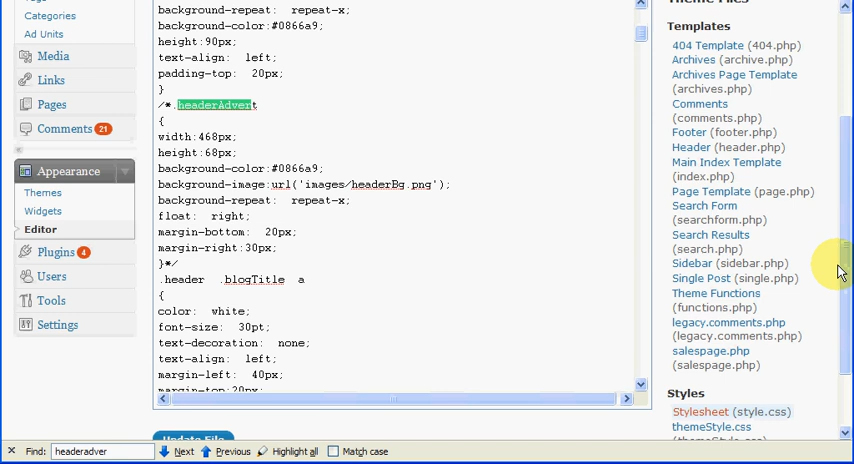 Categories
Ad Units
Media
Links
Pages
Comments 21
Appearance
Themes
Widgets
Editor
Plugins 4
Users
Tools
Settings
background-repeat: repeat-x;
background-color:#0866a9;
height:90px;
text-align: left;
padding-top: 20px;
}
/*.headerAdvert
{
width:468px;
height:68px;
background-color:#0866a9;
background-image:url('images/headerBg.png');
background-repeat: repeat-x;
float: right;
margin-bottom: 20px;
margin-right:30px;
}*/
.header .blogTitle a
{
color: white;
font-size: 30pt;
text-decoration: none;
text-align: left;
margin-left: 40px;
margin-top:20px;
Update File
Templates
404 Template (404.php)
Archives (archive.php)
Archives Page Template
(archives.php)
Comments
(comments.php)
Footer (footer.php)
Header (header.php)
Main Index Template
(index.php)
Page Template (page.php)
Search Form
(searchform.php)
Search Results
(search.php)
Sidebar (sidebar.php)
Single Post (single.php)
Theme Functions
(functions.php)
legacy.comments.php
(legacy.comments.php)
salespage.php
(salespage.php)
Styles
Stylesheet (style.css)
themeStyle.css
(themeStyle.css)
Find: headeradver Next Previous Highlight all Match case